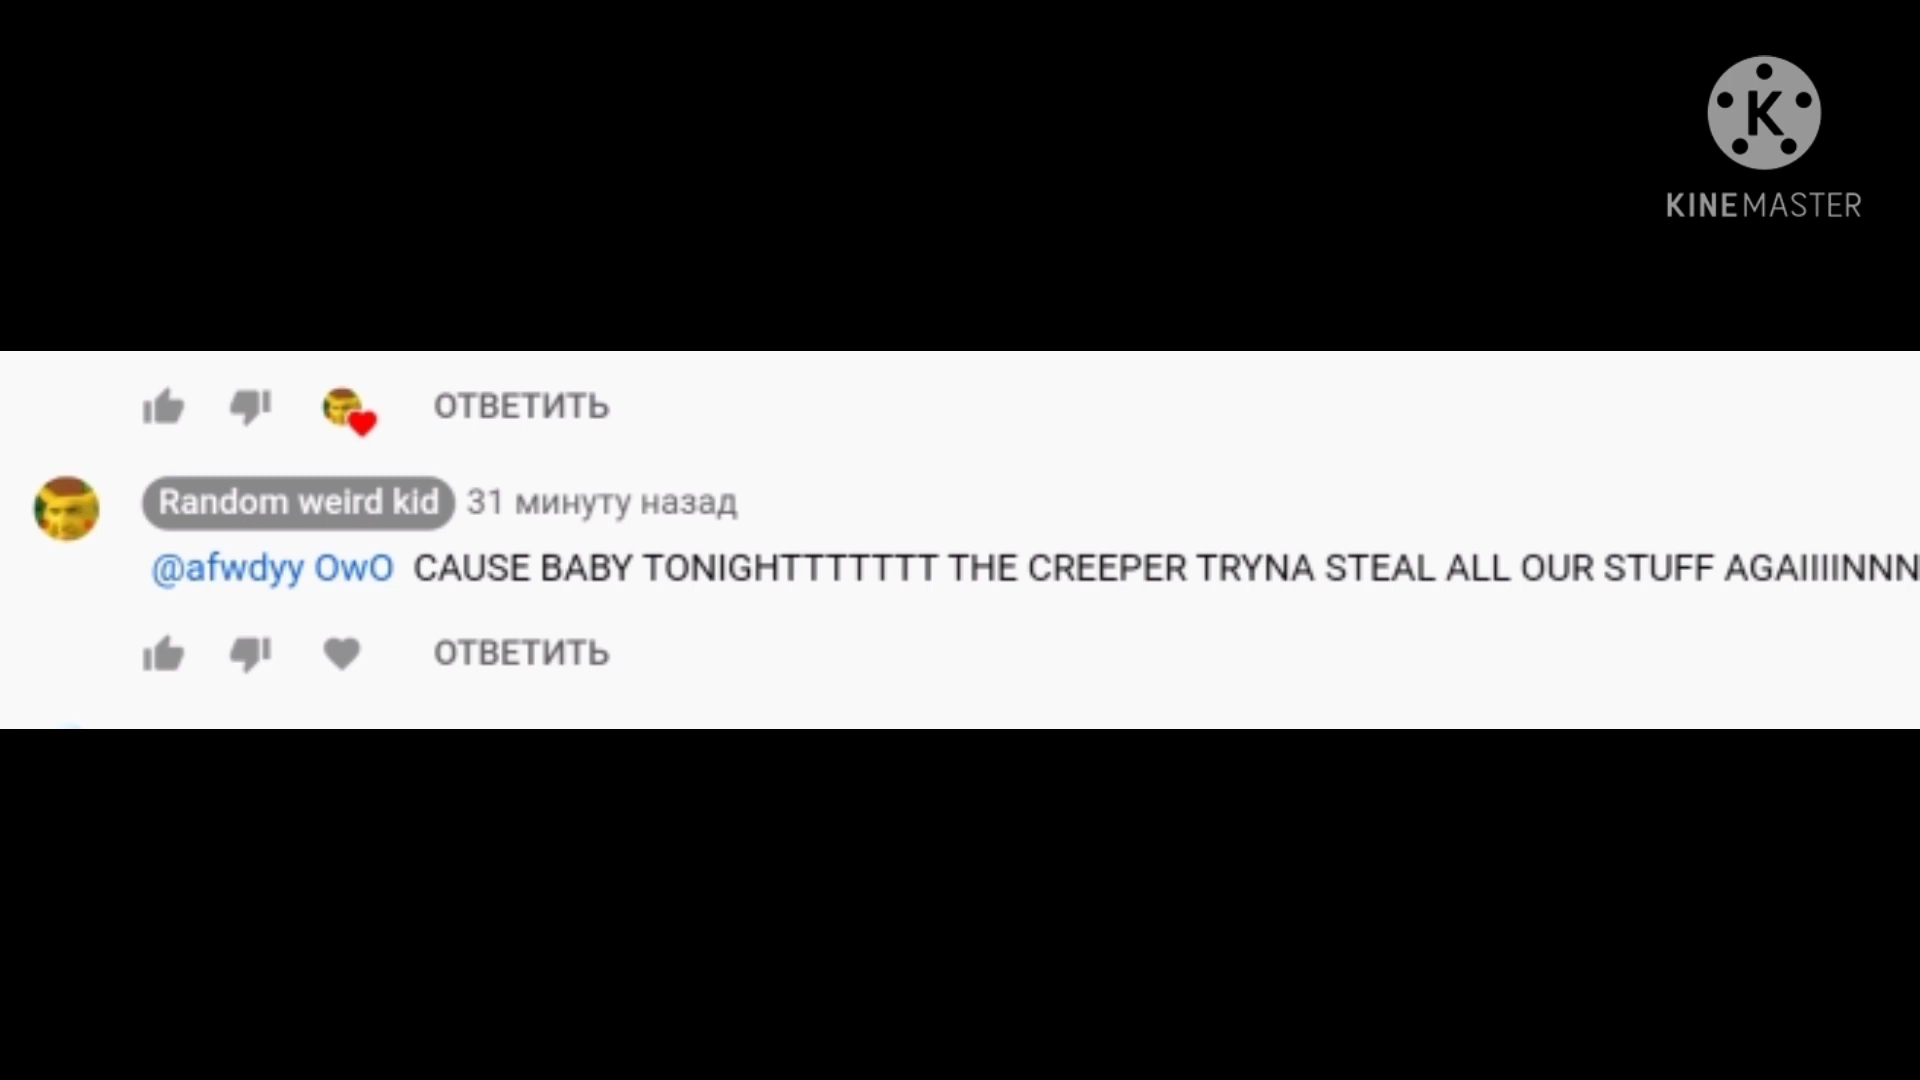 K
KINEMASTER
ОТВЕТИТЬ
Random weird kid 31 минуту назад
@afwdyy OwO CAUSE BABY TONIGHTTTTTTT THE CREEPER TRYNA STEAL ALL OUR STUFF AGAIIIINNN
ОТВЕТИТЬ